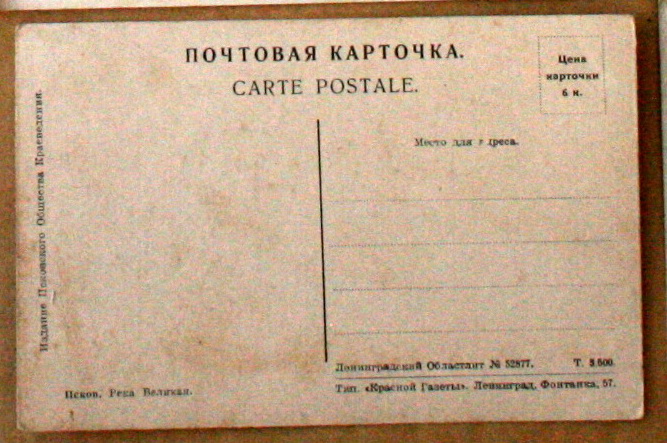 ПОЧТОВАЯ КАРТОЧКА.
CARTE POSTALE.
Цена
карточки
6 к.
Место для адреса.
Издание Псковского Общества Краеведения.
Псков. Река Великая.
Ленинградский Областлит № 52877. Т. 3.500.
Тип. «Красной Газеты». Ленинград, Фонтанка, 57.